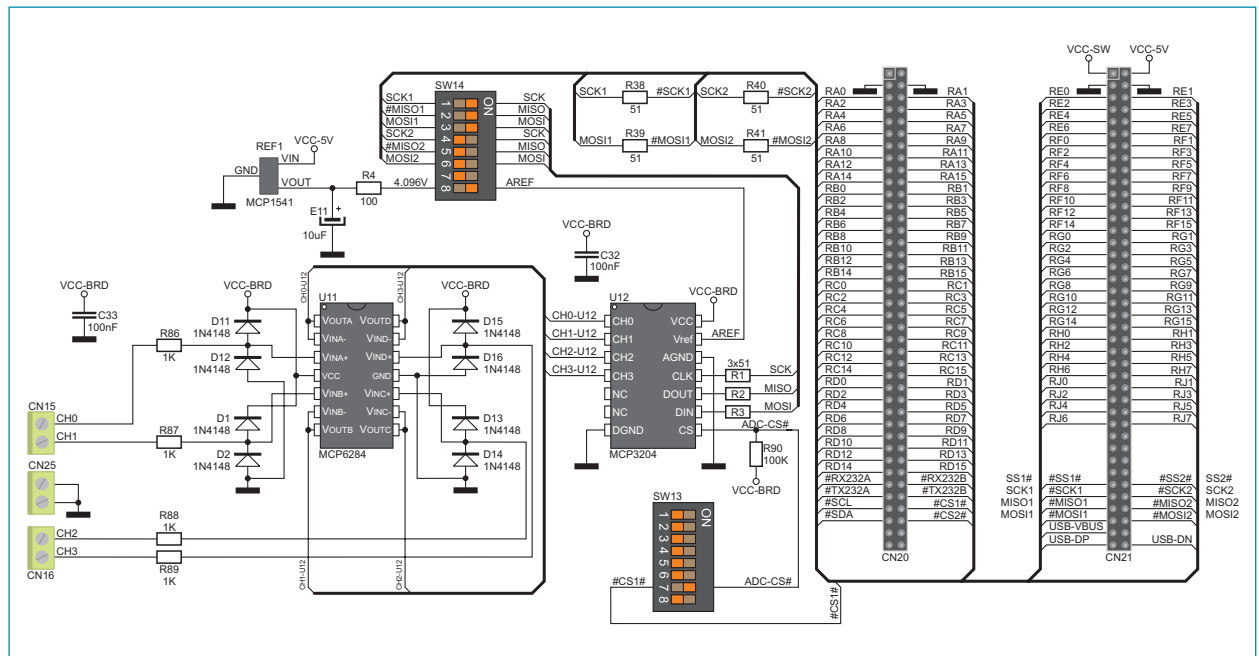 SW14
SCK1
#MISO1
MOSI1
SCK2
#MISO2
MOSI2
1
2
3
4
5
6
7
8
ON
SCK
MISO
MOSI
SCK
MISO
MOSI
4.096V
AREF
SCK1 R38 #SCK1
51
SCK2 R40 #SCK2
51
MOSI1 R39 #MOSI1
51
MOSI2 R41 #MOSI2
51
REF1
VCC-5V
VIN
GND
VOUT
MCP1541
R4
100
E11
+
10uF
VCC-BRD
C32
100nF
VCC-BRD
C33
100nF
VCC-BRD
D11
1N4148
D12
1N4148
D1
1N4148
D2
1N4148
R86
1K
R87
1K
R88
1K
R89
1K
CN15
CH0
CH1
CN25
CH2
CH3
CN16
CH0-U12
CH3-U12
CH1-U12
CH2-U12
U11
VOUTA VOUTD
VINA- VIND-
VINA+ VIND+
VCC GND
VINB+ VINC+
VINB- VINC-
VOUTB VOUTC
MCP6284
VCC-BRD
D15
1N4148
D16
1N4148
D13
1N4148
D14
1N4148
CH0-U12
CH1-U12
CH2-U12
CH3-U12
U12
CH0 VCC
CH1 Vref
CH2 AGND
CH3 CLK
NC DOUT
NC DIN
DGND CS
MCP3204
VCC-BRD
AREF
3x51
R1 SCK
R2 MISO
R3 MOSI
ADC-CS#
R90
100K
VCC-BRD
SW13
1
2
3
4
5
6
7
8
ON
#CS1#
ADC-CS#
#CS1#
RA0 RA1
RA2 RA3
RA4 RA5
RA6 RA7
RA8 RA9
RA10 RA11
RA12 RA13
RA14 RA15
RB0 RB1
RB2 RB3
RB4 RB5
RB6 RB7
RB8 RB9
RB10 RB11
RB12 RB13
RB14 RB15
RC0 RC1
RC2 RC3
RC4 RC5
RC6 RC7
RC8 RC9
RC10 RC11
RC12 RC13
RC14 RC15
RD0 RD1
RD2 RD3
RD4 RD5
RD6 RD7
RD8 RD9
RD10 RD11
RD12 RD13
RD14 RD15
#RX232A #RX232B
#TX232A #TX232B
#SCL #CS1#
#SDA #CS2#
CN20
VCC-SW VCC-5V
RE0 RE1
RE2 RE3
RE4 RE5
RE6 RE7
RF0 RF1
RF2 RF3
RF4 RF5
RF6 RF7
RF8 RF9
RF10 RF11
RF12 RF13
RF14 RF15
RG0 RG1
RG2 RG3
RG4 RG5
RG6 RG7
RG8 RG9
RG10 RG11
RG12 RG13
RG14 RG15
RH0 RH1
RH2 RH3
RH4 RH5
RH6 RH7
RJ0 RJ1
RJ2 RJ3
RJ4 RJ5
RJ6 RJ7
SS1# #SS1# #SS2# SS2#
SCK1 #SCK1 #SCK2 SCK2
MISO1 #MISO1 #MISO2 MISO2
MOSI1 #MOSI1 #MOSI2 MOSI2
USB-VBUS
USB-DP USB-DN
CN21